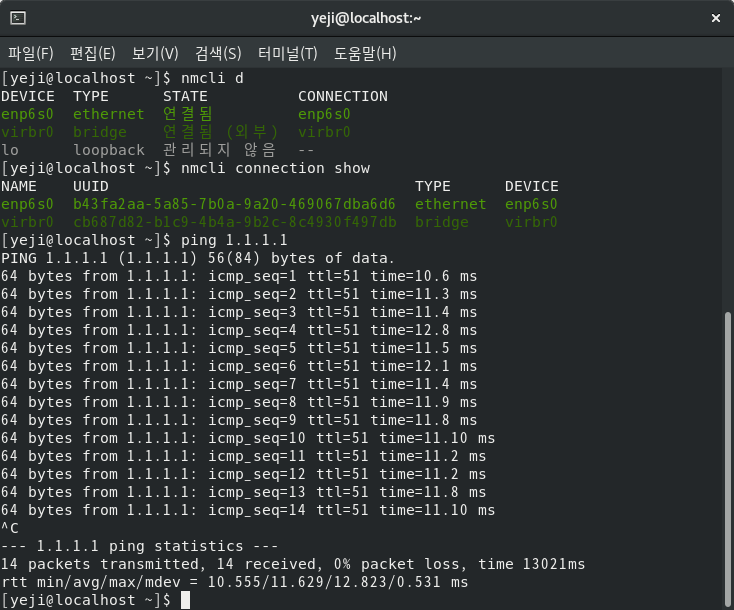 yeji@localhost:~
파일(F) 편집(E) 보기(V) 검색(S) 터미널(T) 도움말(H)
[yeji@localhost ~]$ nmcli d
DEVICE  TYPE      STATE          CONNECTION
enp6s0  ethernet  연결됨         enp6s0
virbr0  bridge    연결됨 (외부)  virbr0
lo      loopback  관리되지 않음  --
[yeji@localhost ~]$ nmcli connection show
NAME    UUID                                  TYPE      DEVICE
enp6s0  b43fa2aa-5a85-7b0a-9a20-469067dba6d6  ethernet  enp6s0
virbr0  cb687d82-b1c9-4b4a-9b2c-8c4930f497db  bridge    virbr0
[yeji@localhost ~]$ ping 1.1.1.1
PING 1.1.1.1 (1.1.1.1) 56(84) bytes of data.
64 bytes from 1.1.1.1: icmp_seq=1 ttl=51 time=10.6 ms
64 bytes from 1.1.1.1: icmp_seq=2 ttl=51 time=11.3 ms
64 bytes from 1.1.1.1: icmp_seq=3 ttl=51 time=11.4 ms
64 bytes from 1.1.1.1: icmp_seq=4 ttl=51 time=12.8 ms
64 bytes from 1.1.1.1: icmp_seq=5 ttl=51 time=11.5 ms
64 bytes from 1.1.1.1: icmp_seq=6 ttl=51 time=12.1 ms
64 bytes from 1.1.1.1: icmp_seq=7 ttl=51 time=11.4 ms
64 bytes from 1.1.1.1: icmp_seq=8 ttl=51 time=11.9 ms
64 bytes from 1.1.1.1: icmp_seq=9 ttl=51 time=11.8 ms
64 bytes from 1.1.1.1: icmp_seq=10 ttl=51 time=11.10 ms
64 bytes from 1.1.1.1: icmp_seq=11 ttl=51 time=11.2 ms
64 bytes from 1.1.1.1: icmp_seq=12 ttl=51 time=11.2 ms
64 bytes from 1.1.1.1: icmp_seq=13 ttl=51 time=11.8 ms
64 bytes from 1.1.1.1: icmp_seq=14 ttl=51 time=11.10 ms
^C
--- 1.1.1.1 ping statistics ---
14 packets transmitted, 14 received, 0% packet loss, time 13021ms
rtt min/avg/max/mdev = 10.555/11.629/12.823/0.531 ms
[yeji@localhost ~]$